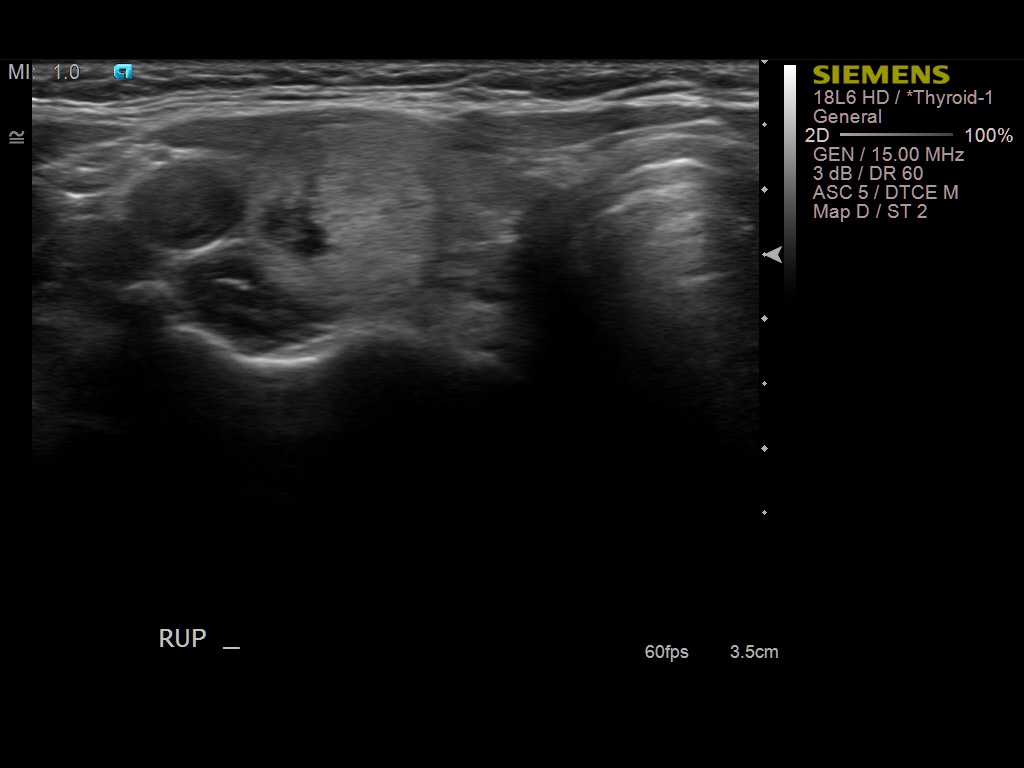 MI: 1.0
SIEMENS
18L6 HD / *Thyroid-1
General
2D 100%
GEN / 15.00 MHz
3 dB / DR 60
ASC 5 / DTCE M
Map D / ST 2
RUP _
60fps 3.5cm